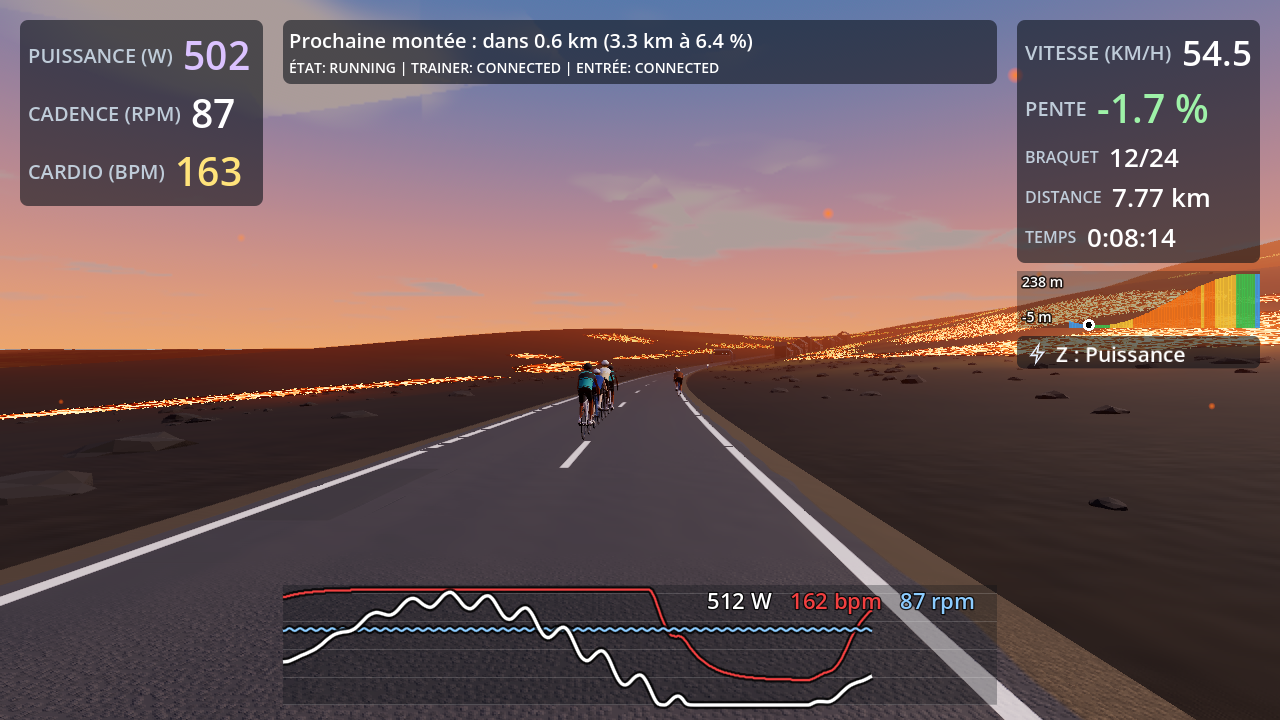 PUISSANCE (W) 502
CADENCE (RPM) 87
CARDIO (BPM) 163
Prochaine montée : dans 0.6 km (3.3 km à 6.4 %)
ÉTAT: RUNNING | TRAINER: CONNECTED | ENTRÉE: CONNECTED
VITESSE (KM/H) 54.5
PENTE -1.7 %
BRAQUET 12/24
DISTANCE 7.77 km
TEMPS 0:08:14
238 m
-5 m
Z : Puissance
512 W 162 bpm 87 rpm